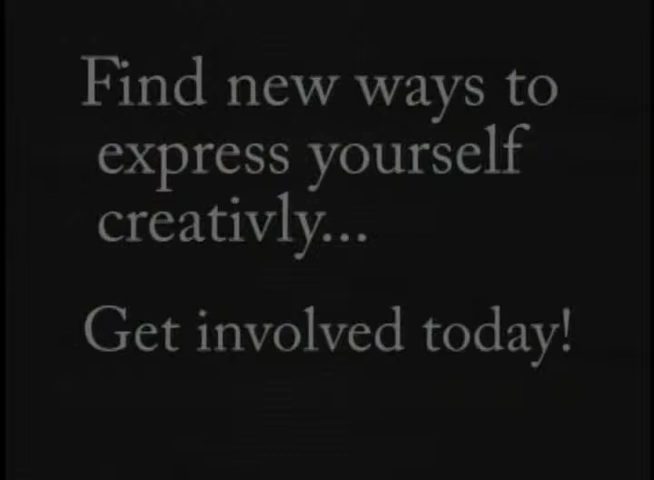 Find new ways to
express yourself
creativly...
Get involved today!